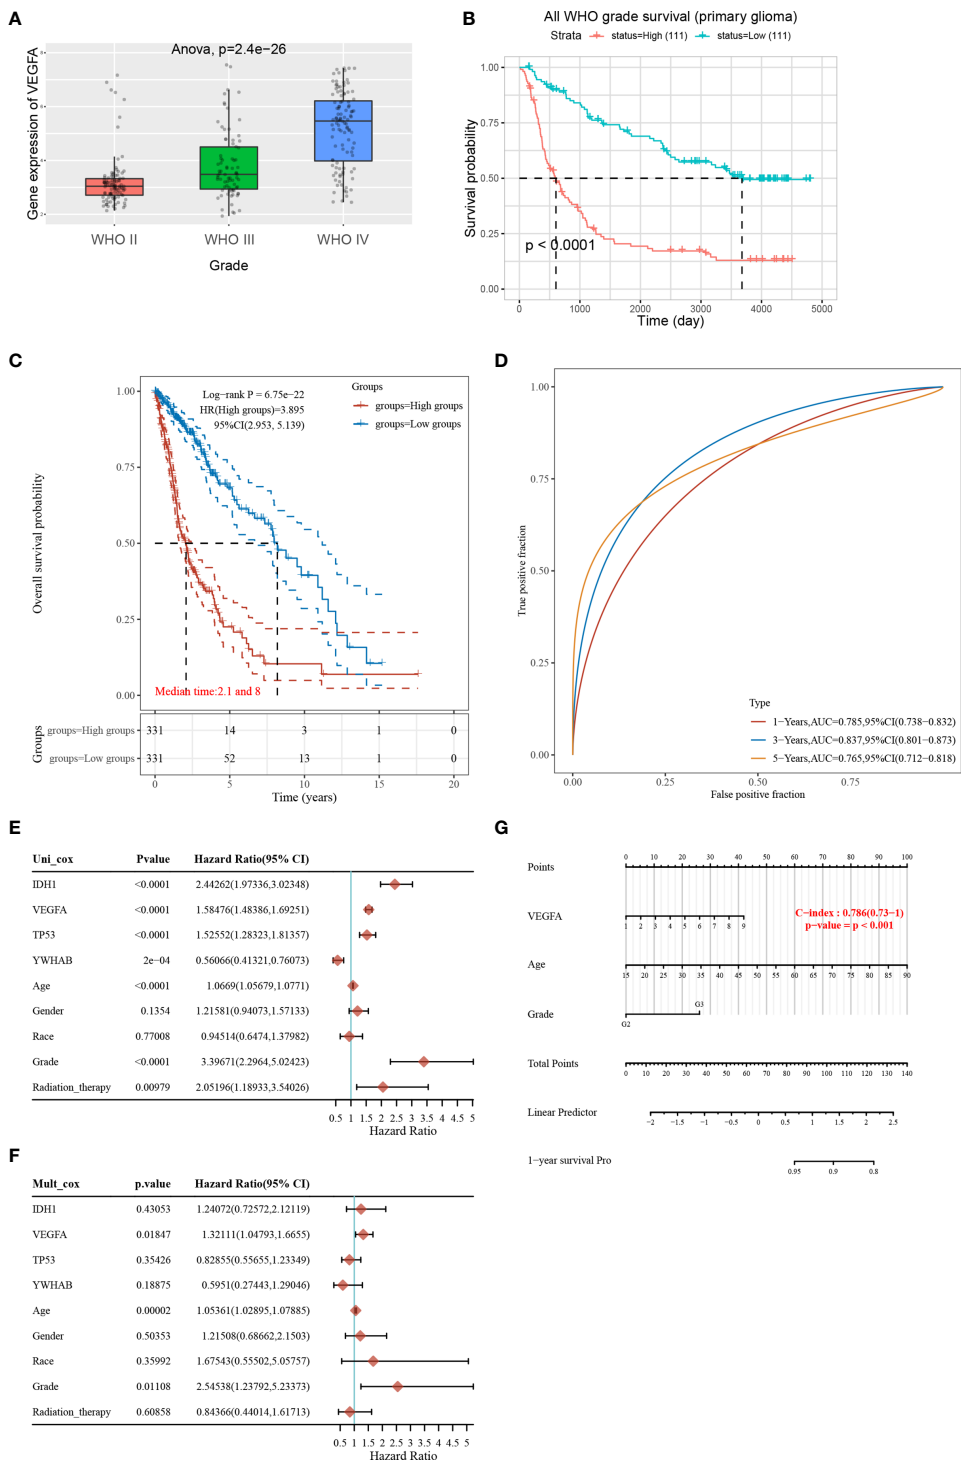 A
Anova, p=2.4e−26
Gene expression of VEGFA
8
4
2
WHO II WHO III WHO IV
Grade
B
All WHO grade survival (primary glioma)
Strata status=High (111) status=Low (111)
Survival probability
1.00
0.75
0.50
0.25
0.00
p < 0.0001
0 1000 2000 3000 4000 5000
Time (day)
C
Overall survival probability
1.00
0.75
0.50
0.25
0.00
Log−rank P = 6.75e−22
HR(High groups)=3.895
95%CI(2.953, 5.139)
Groups
groups=High groups
groups=Low groups
Median time:2.1 and 8
Groups
groups=High groups 331 14 3 1 0
groups=Low groups 331 52 13 1 0
0 5 10 15 20
Time (years)
D
True positive fraction
1.00
0.75
0.50
0.25
0.00
Type
1−Years,AUC=0.785,95%CI(0.738−0.832)
3−Years,AUC=0.837,95%CI(0.801−0.873)
5−Years,AUC=0.765,95%CI(0.712−0.818)
0.00 0.25 0.50 0.75
False positive fraction
E
Uni_cox Pvalue Hazard Ratio(95% CI)
IDH1 <0.0001 2.44262(1.97336,3.02348)
VEGFA <0.0001 1.58476(1.48386,1.69251)
TP53 <0.0001 1.52552(1.28323,1.81357)
YWHAB 2e−04 0.56066(0.41321,0.76073)
Age <0.0001 1.0669(1.05679,1.0771)
Gender 0.1354 1.21581(0.94073,1.57133)
Race 0.77008 0.94514(0.6474,1.37982)
Grade <0.0001 3.39671(2.2964,5.02423)
Radiation_therapy 0.00979 2.05196(1.18933,3.54026)
0.5 1 1.5 2 2.5 3 3.5 4 4.5 5
Hazard Ratio
F
Mult_cox p.value Hazard Ratio(95% CI)
IDH1 0.43053 1.24072(0.72572,2.12119)
VEGFA 0.01847 1.32111(1.04793,1.6655)
TP53 0.35426 0.82855(0.55655,1.23349)
YWHAB 0.18875 0.5951(0.27443,1.29046)
Age 0.00002 1.05361(1.02895,1.07885)
Gender 0.50353 1.21508(0.68662,2.1503)
Race 0.35992 1.67543(0.55502,5.05757)
Grade 0.01108 2.54538(1.23792,5.23373)
Radiation_therapy 0.60858 0.84366(0.44014,1.61713)
0.5 1 1.5 2 2.5 3 3.5 4 4.5 5
Hazard Ratio
G
Points
0 10 20 30 40 50 60 70 80 90 100
VEGFA
1 2 3 4 5 6 7 8 9
C−index : 0.786(0.73−1)
p−value = p < 0.001
Age
15 20 25 30 35 40 45 50 55 60 65 70 75 80 85 90
Grade
G3
G2
Total Points
0 10 20 30 40 50 60 70 80 90 100 110 120 130 140
Linear Predictor
−2 −1.5 −1 −0.5 0 0.5 1 1.5 2 2.5
1−year survival Pro
0.95 0.9 0.8